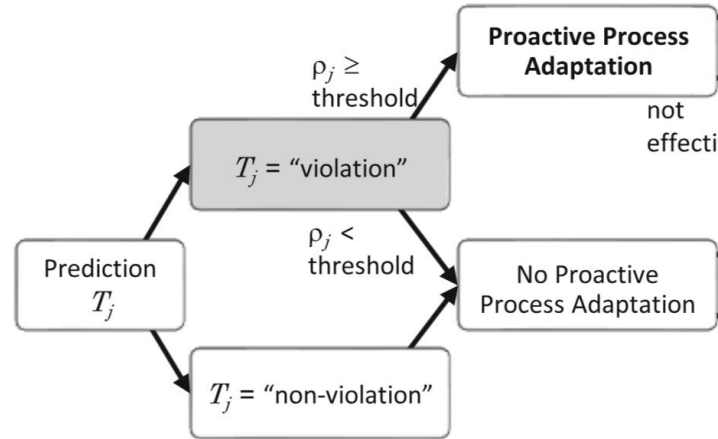 Proactive Process
Adaptation
ρj ≥
threshold
not
Tj = “violation”
ρj <
threshold
Prediction
Tj
No Proactive
Process Adaptation
Tj = “non-violation”